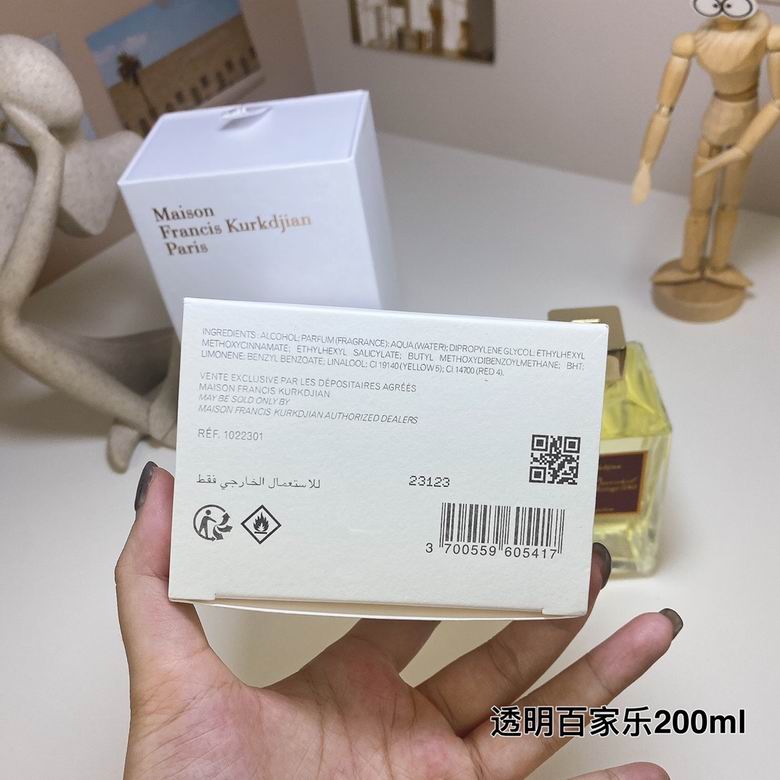 Maison
Francis Kurkdjian
Paris
INGREDIENTS: ALCOHOL; PARFUM (FRAGRANCE); AQUA (WATER); DIPROPYLENE GLYCOL; ETHYLHEXYL
METHOXYCINNAMATE; ETHYLHEXYL SALICYLATE; BUTYL METHOXYDIBENZOYLMETHANE; BHT;
LIMONENE; BENZYL BENZOATE; LINALOOL; CI 19140 (YELLOW 5); CI 14700 (RED 4).
VENTE EXCLUSIVE PAR LES DÉPOSITAIRES AGRÉÉS
MAISON FRANCIS KURKDJIAN
MAY BE SOLD ONLY BY
MAISON FRANCIS KURKDJIAN AUTHORIZED DEALERS
RÉF. 1022301
للاستعمال الخارجي فقط
23123
3 700559 605417
透明百家乐200ml